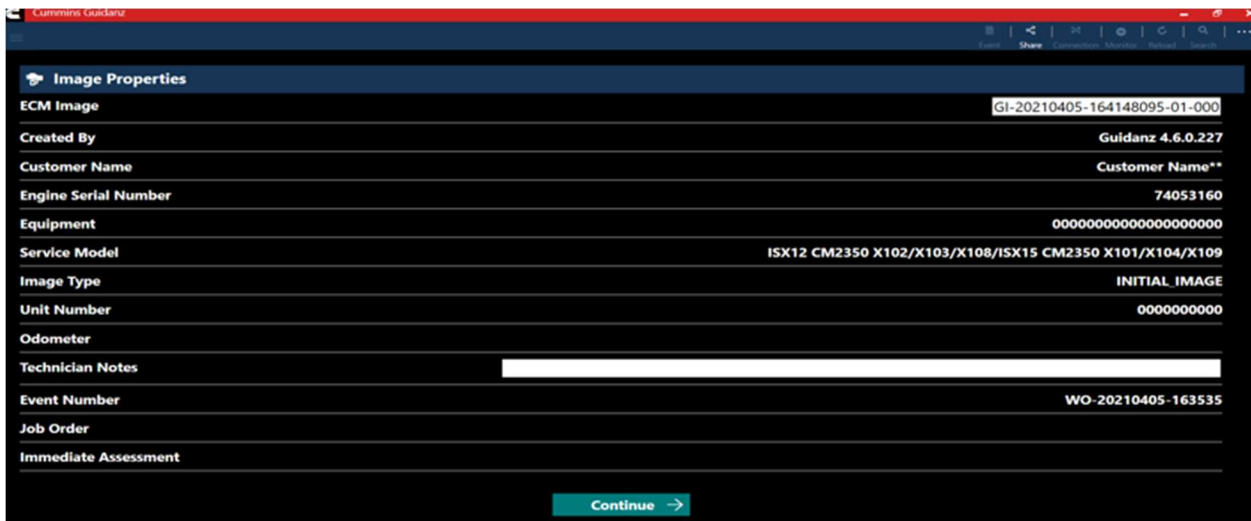 Cummins Guidanz
Event Share Connection Monitor Reload Search
Image Properties
ECM Image GI-20210405-164148095-01-000
Created By Guidanz 4.6.0.227
Customer Name Customer Name**
Engine Serial Number 74053160
Equipment 00000000000000000000
Service Model ISX12 CM2350 X102/X103/X108/ISX15 CM2350 X101/X104/X109
Image Type INITIAL_IMAGE
Unit Number 0000000000
Odometer
Technician Notes
Event Number WO-20210405-163535
Job Order
Immediate Assessment
Continue